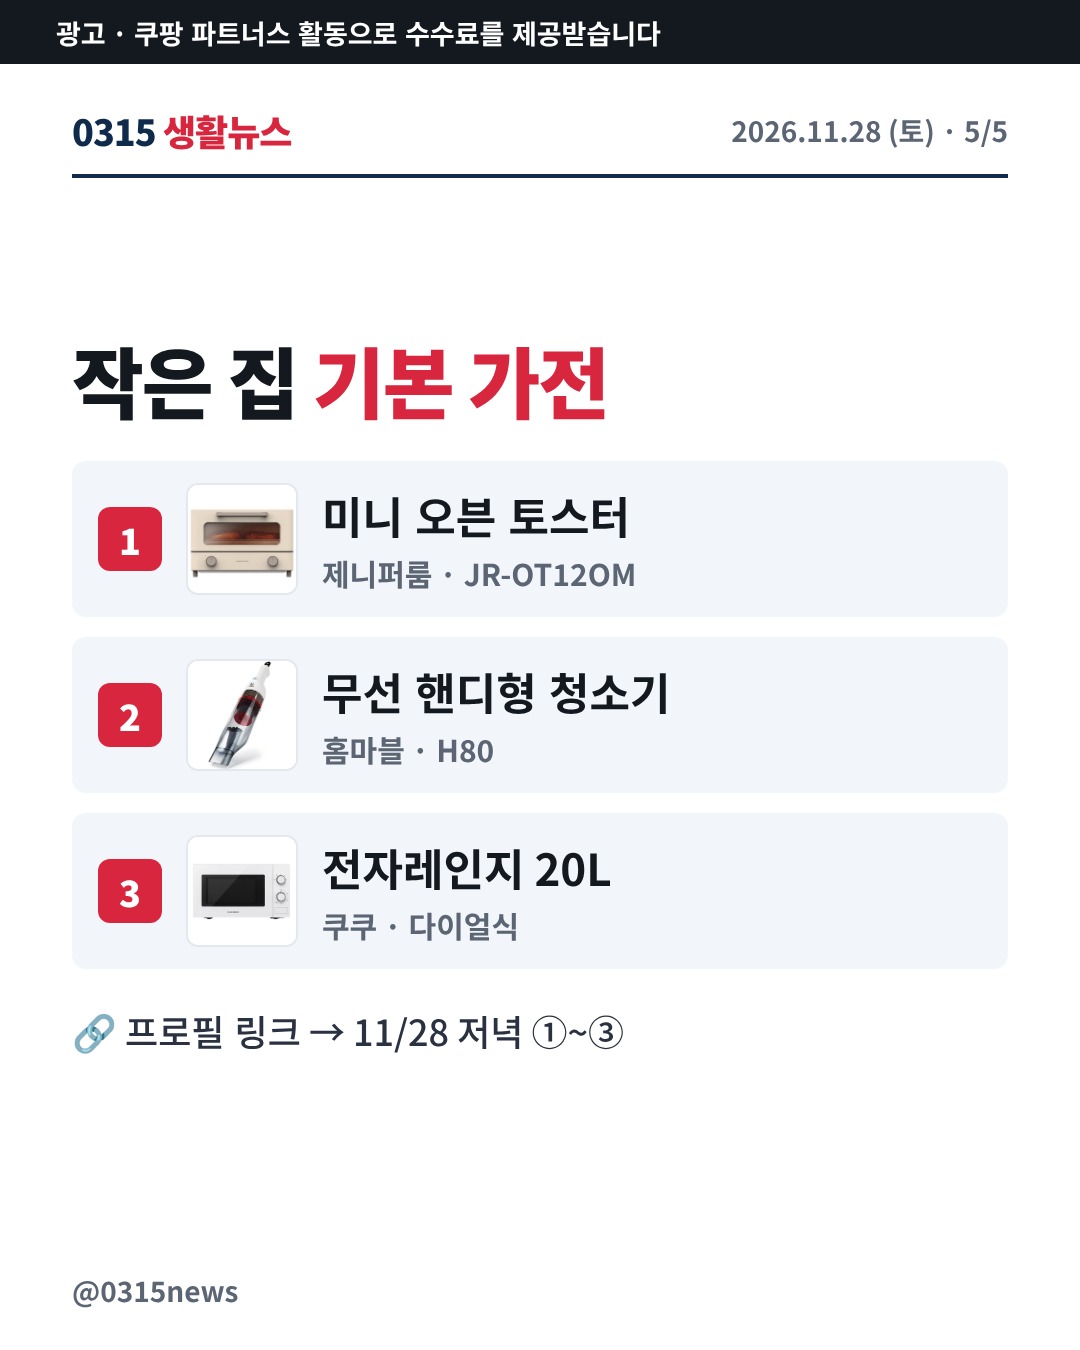 광고 · 쿠팡 파트너스 활동으로 수수료를 제공받습니다
0315 생활뉴스
2026.11.28 (토) · 5/5
작은 집 기본 가전
1
미니 오븐 토스터
제니퍼룸 · JR-OT12OM
2
무선 핸디형 청소기
홈마블 · H80
3
전자레인지 20L
쿠쿠 · 다이얼식
🔗 프로필 링크 → 11/28 저녁 ①~③
@0315news